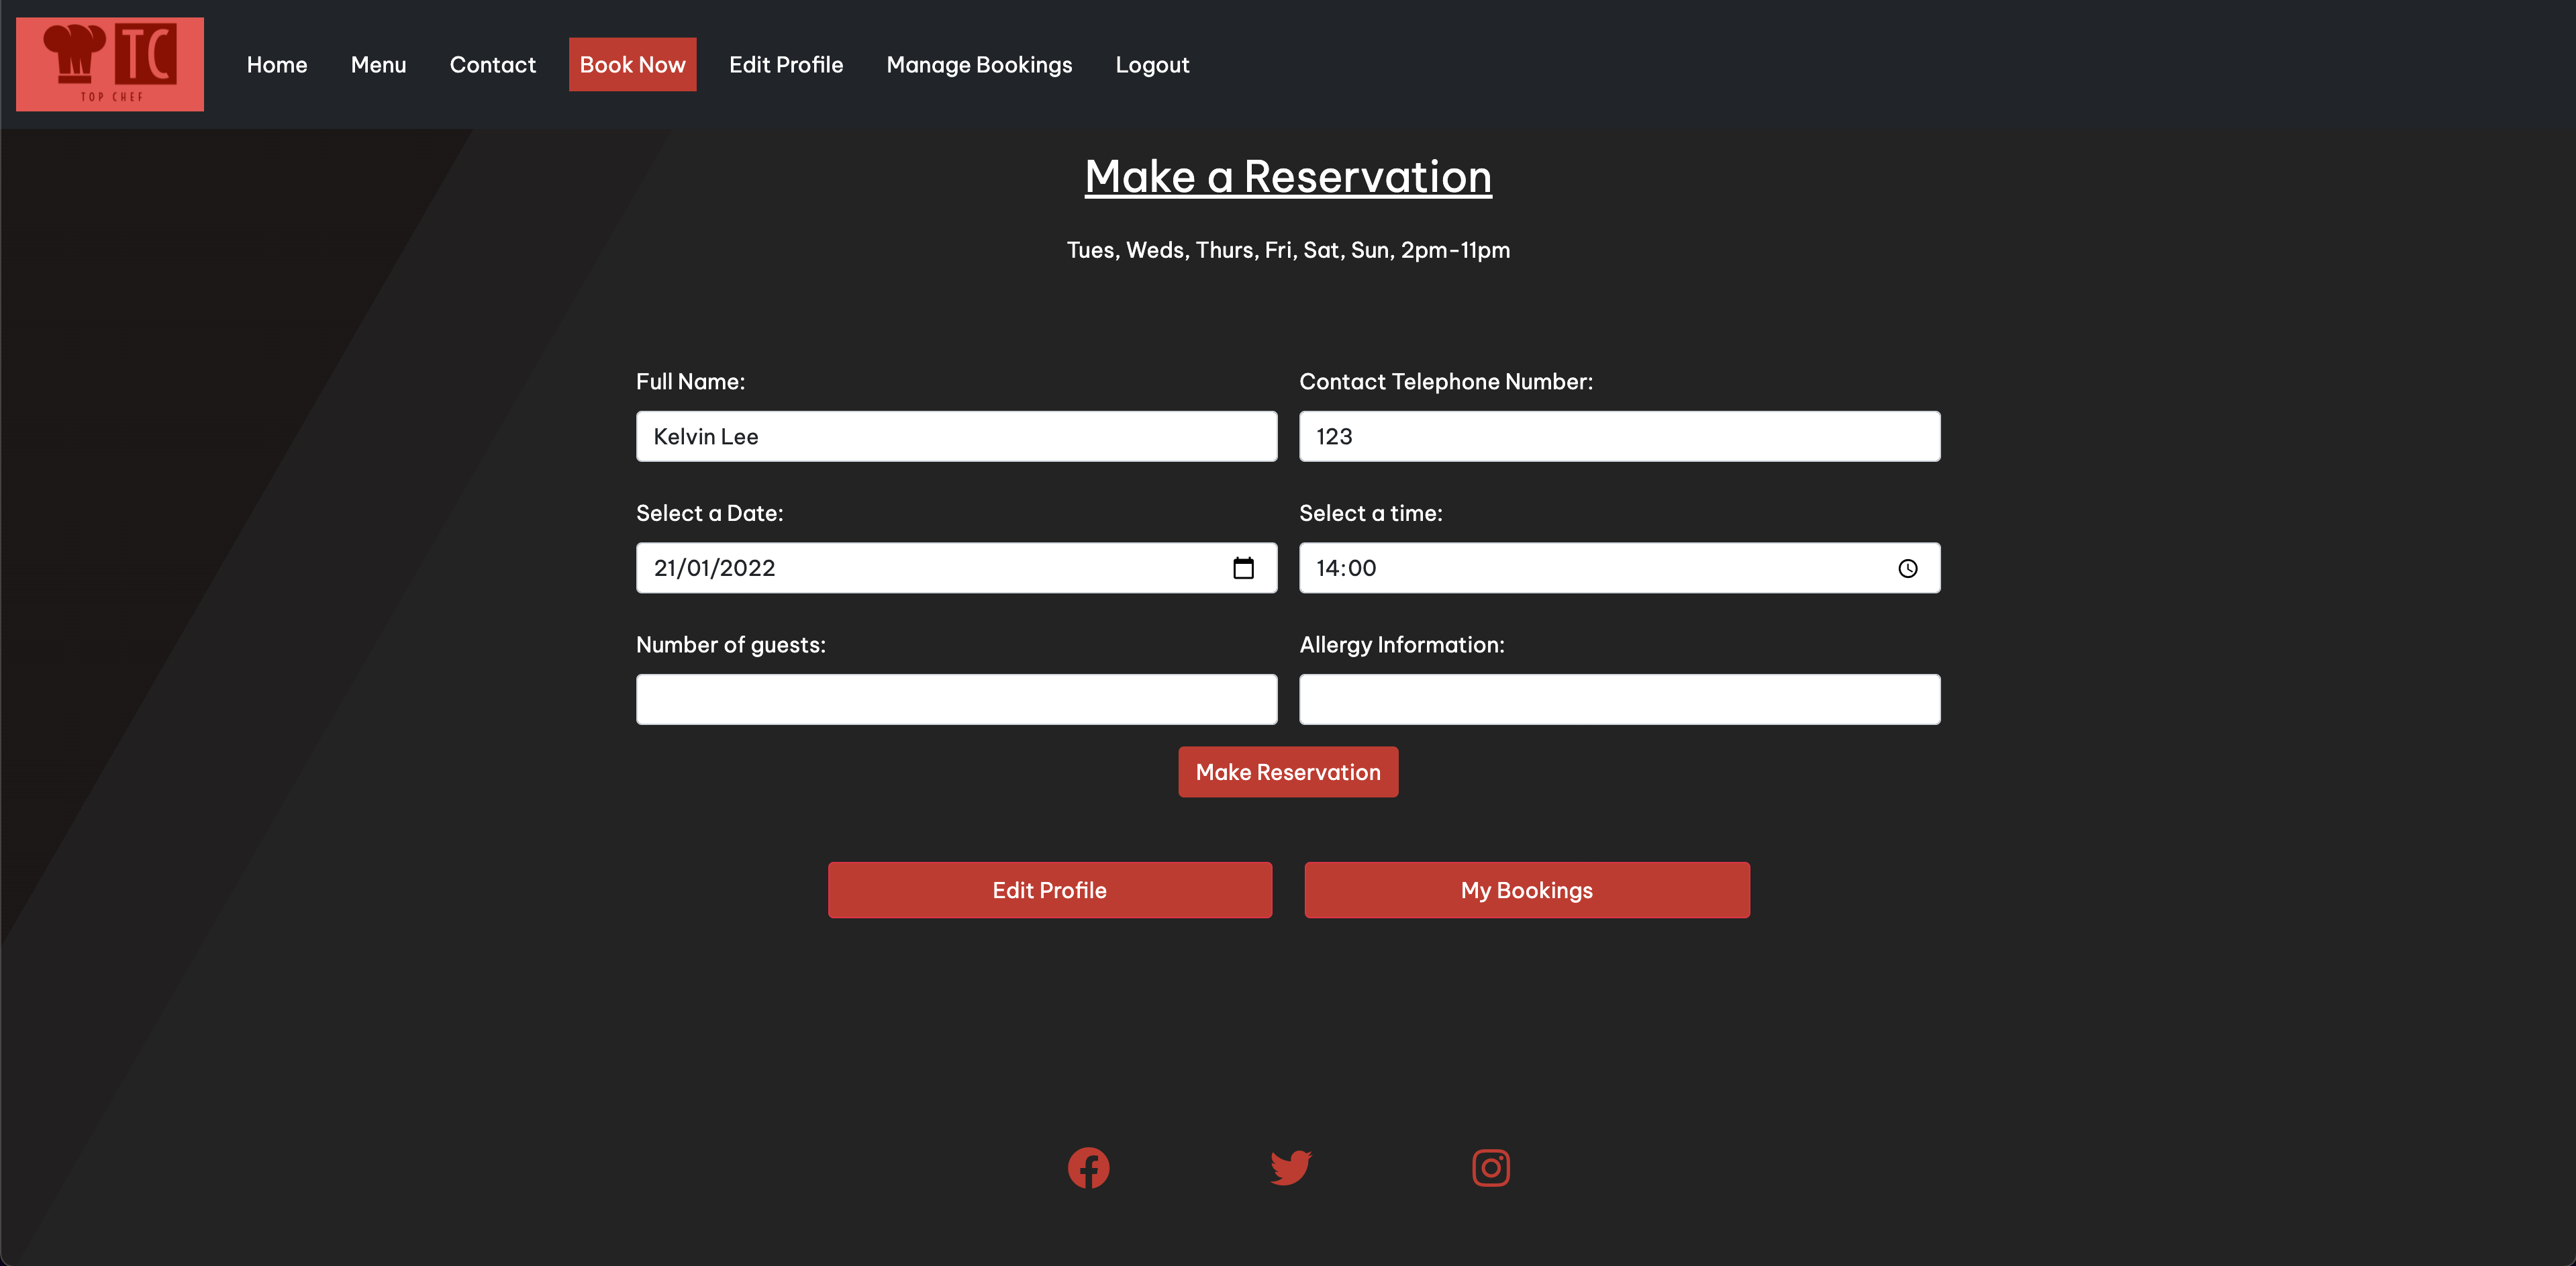 TC
TOP CHEF
Home Menu Contact Book Now Edit Profile Manage Bookings Logout
Make a Reservation
Tues, Weds, Thurs, Fri, Sat, Sun, 2pm-11pm
Full Name: Contact Telephone Number:
Kelvin Lee 123
Select a Date: Select a time:
21/01/2022 14:00
Number of guests: Allergy Information:
Make Reservation
Edit Profile My Bookings